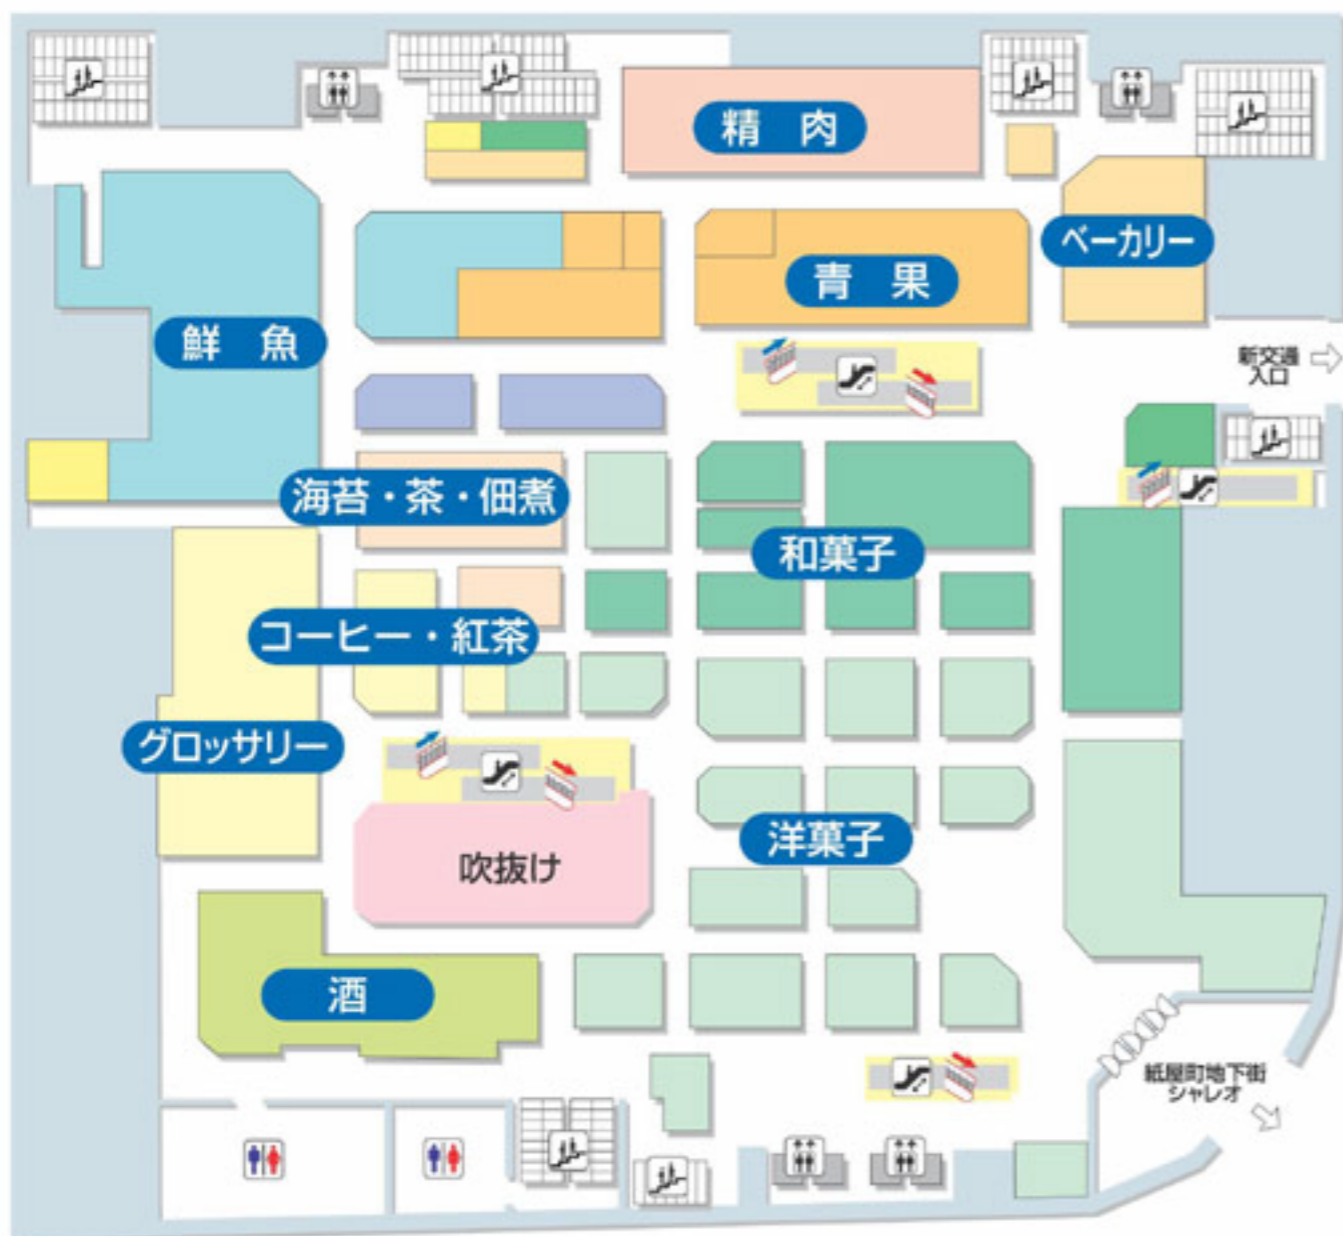 精肉
青果
ベーカリー
鮮魚
新交通
入口
海苔・茶・佃煮
和菓子
コーヒー・紅茶
グロッサリー
洋菓子
吹抜け
酒
紙屋町地下街
シャレオ